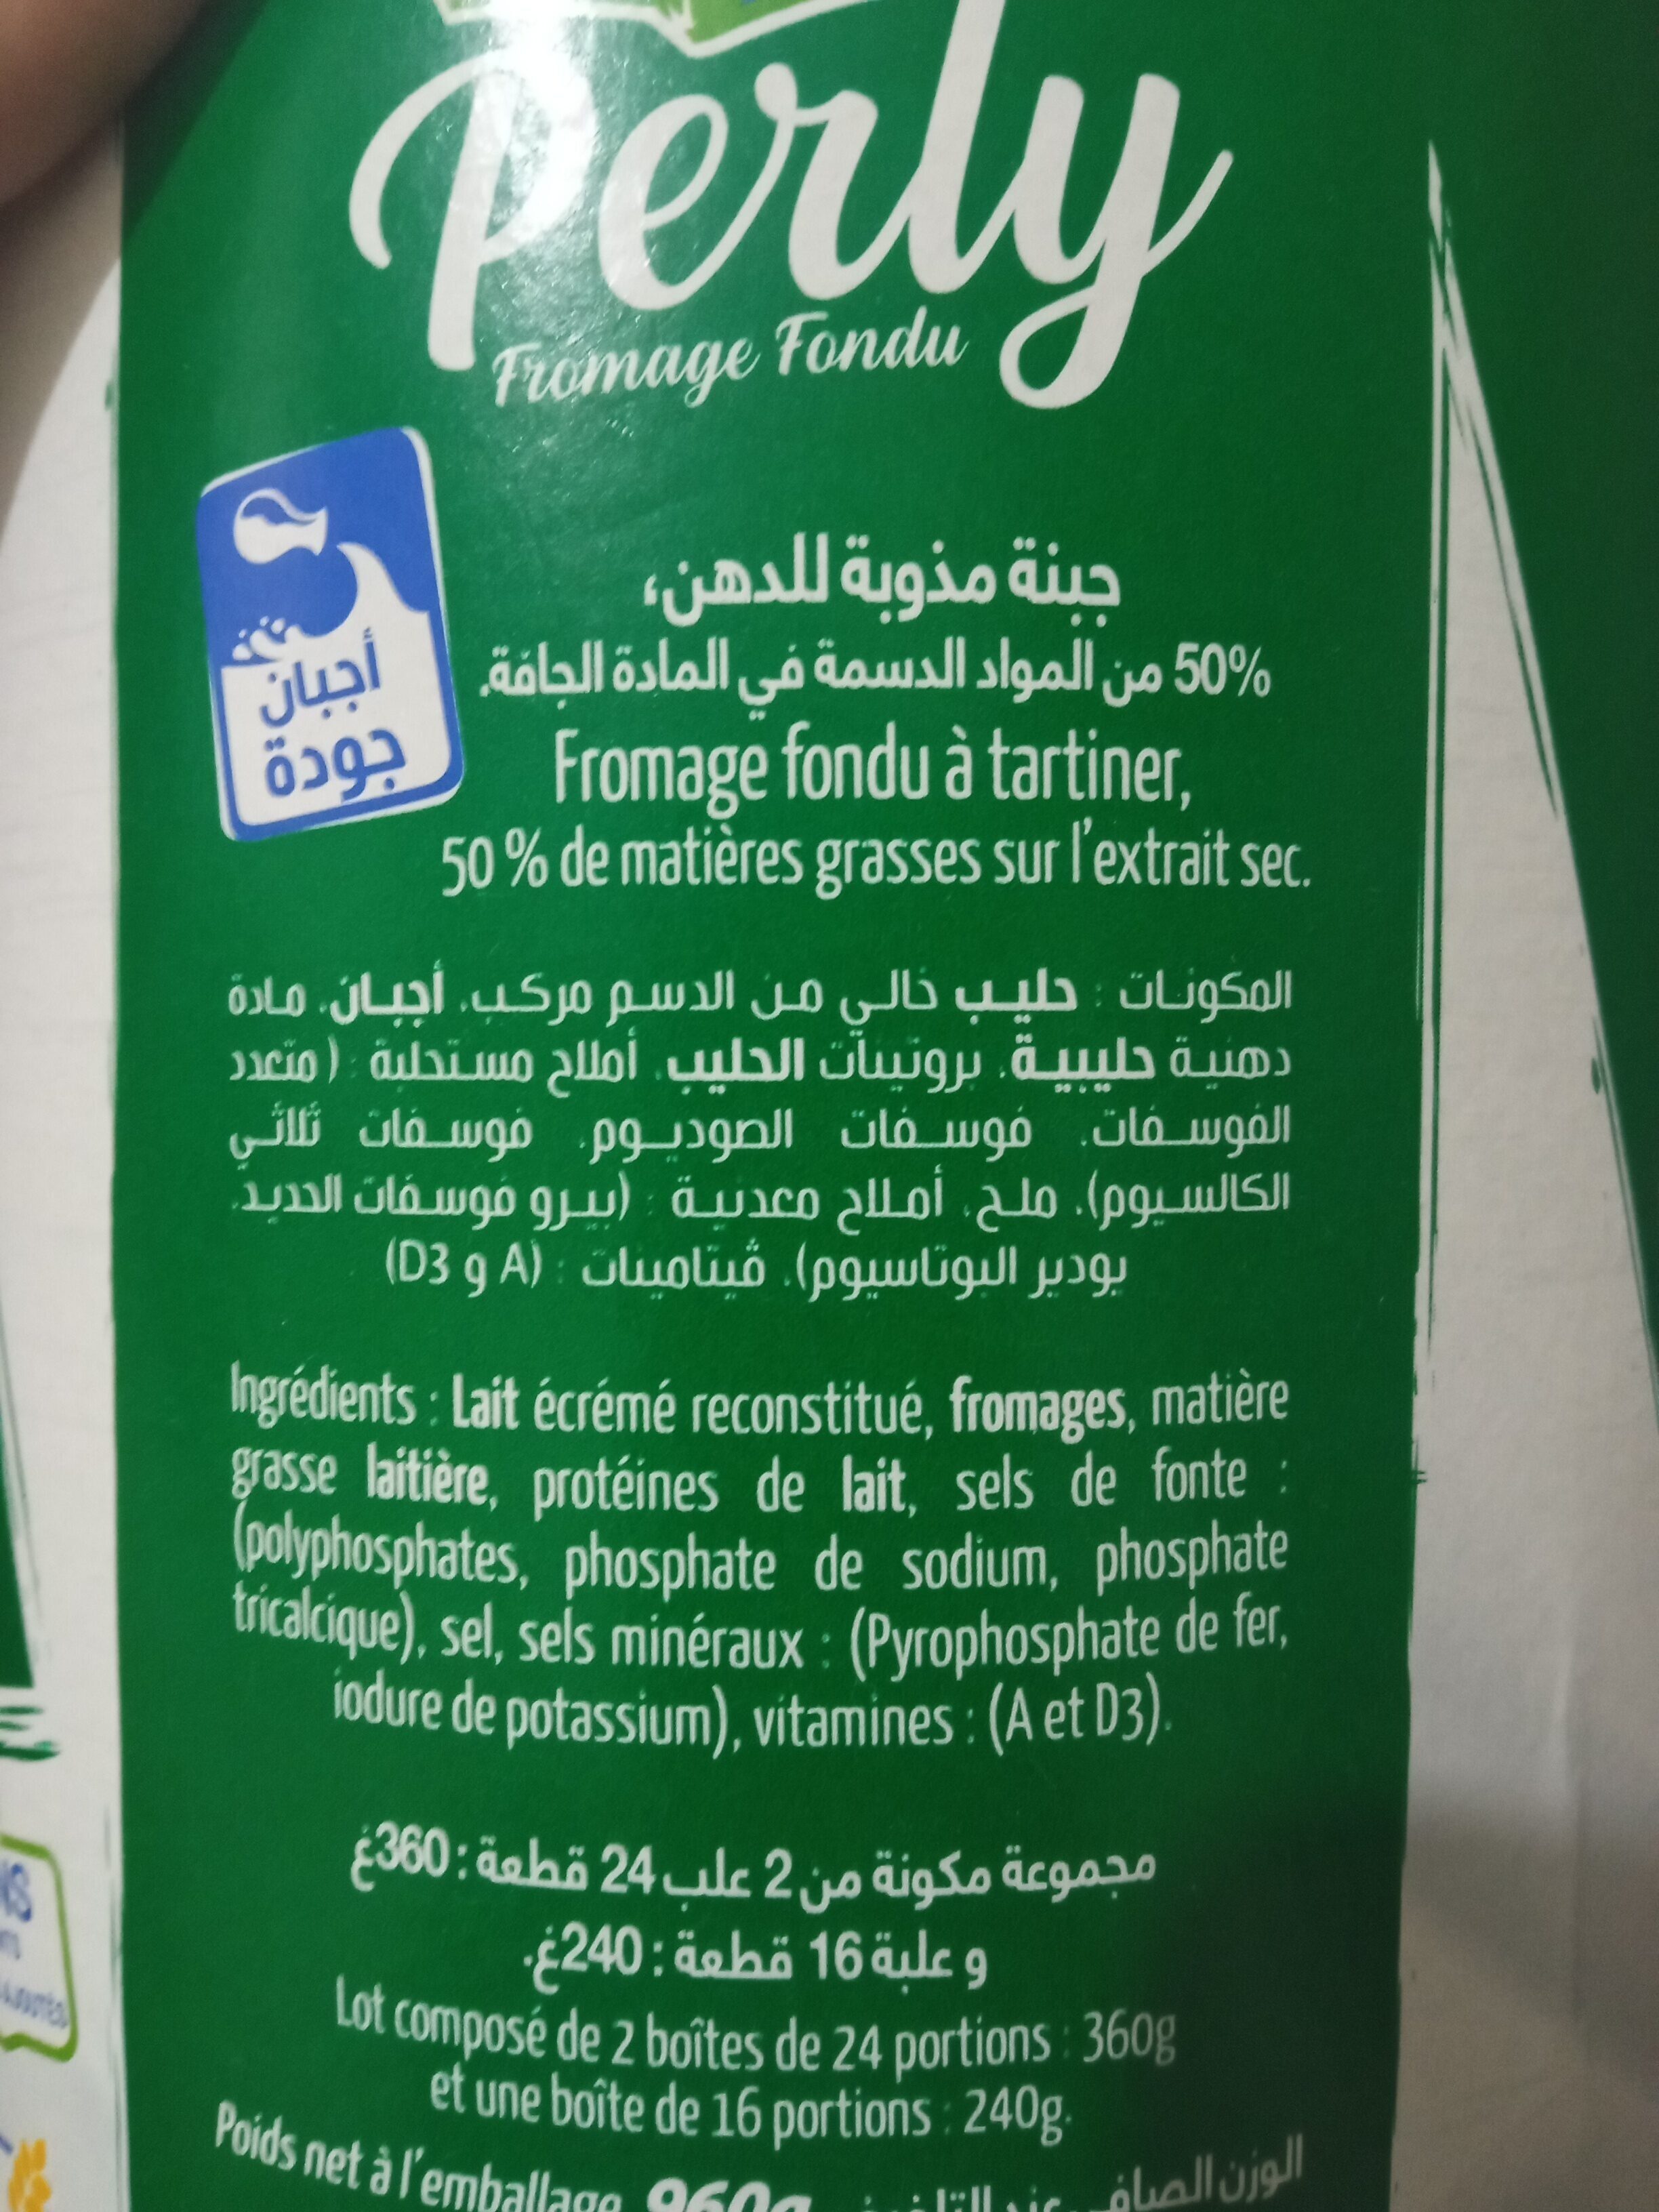 Perly
Fromage Fondu
أجبان
جودة
جبنة مذوبة للدهن،
50% من المواد الدسمة في المادة الجافة.
Fromage fondu à tartiner,
50 % de matières grasses sur l'extrait sec.
المكونات : حليب خالي من الدسم مركب، أجبان، مادة
دهنية حليبية، بروتينات الحليب، أملاح مستحلبة : ( متعدد
الفوسفات، فوسفات الصوديوم، فوسفات ثلاثي
الكالسيوم)، ملح، أملاح معدنية : (بيرو فوسفات الحديد،
يودير البوتاسيوم)، ڤيتامينات : (A و D3)
Ingrédients : Lait écrémé reconstitué, fromages, matière
grasse laitière, protéines de lait, sels de fonte :
(polyphosphates, phosphate de sodium, phosphate
tricalcique), sel, sels minéraux : (Pyrophosphate de fer,
iodure de potassium), vitamines : (A et D3).
مجموعة مكونة من 2 علب 24 قطعة : 360غ
و علبة 16 قطعة : 240غ.
Lot composé de 2 boîtes de 24 portions : 360g
et une boîte de 16 portions : 240g.
Poids net à l'emballage 960g الوزن الصافي عند